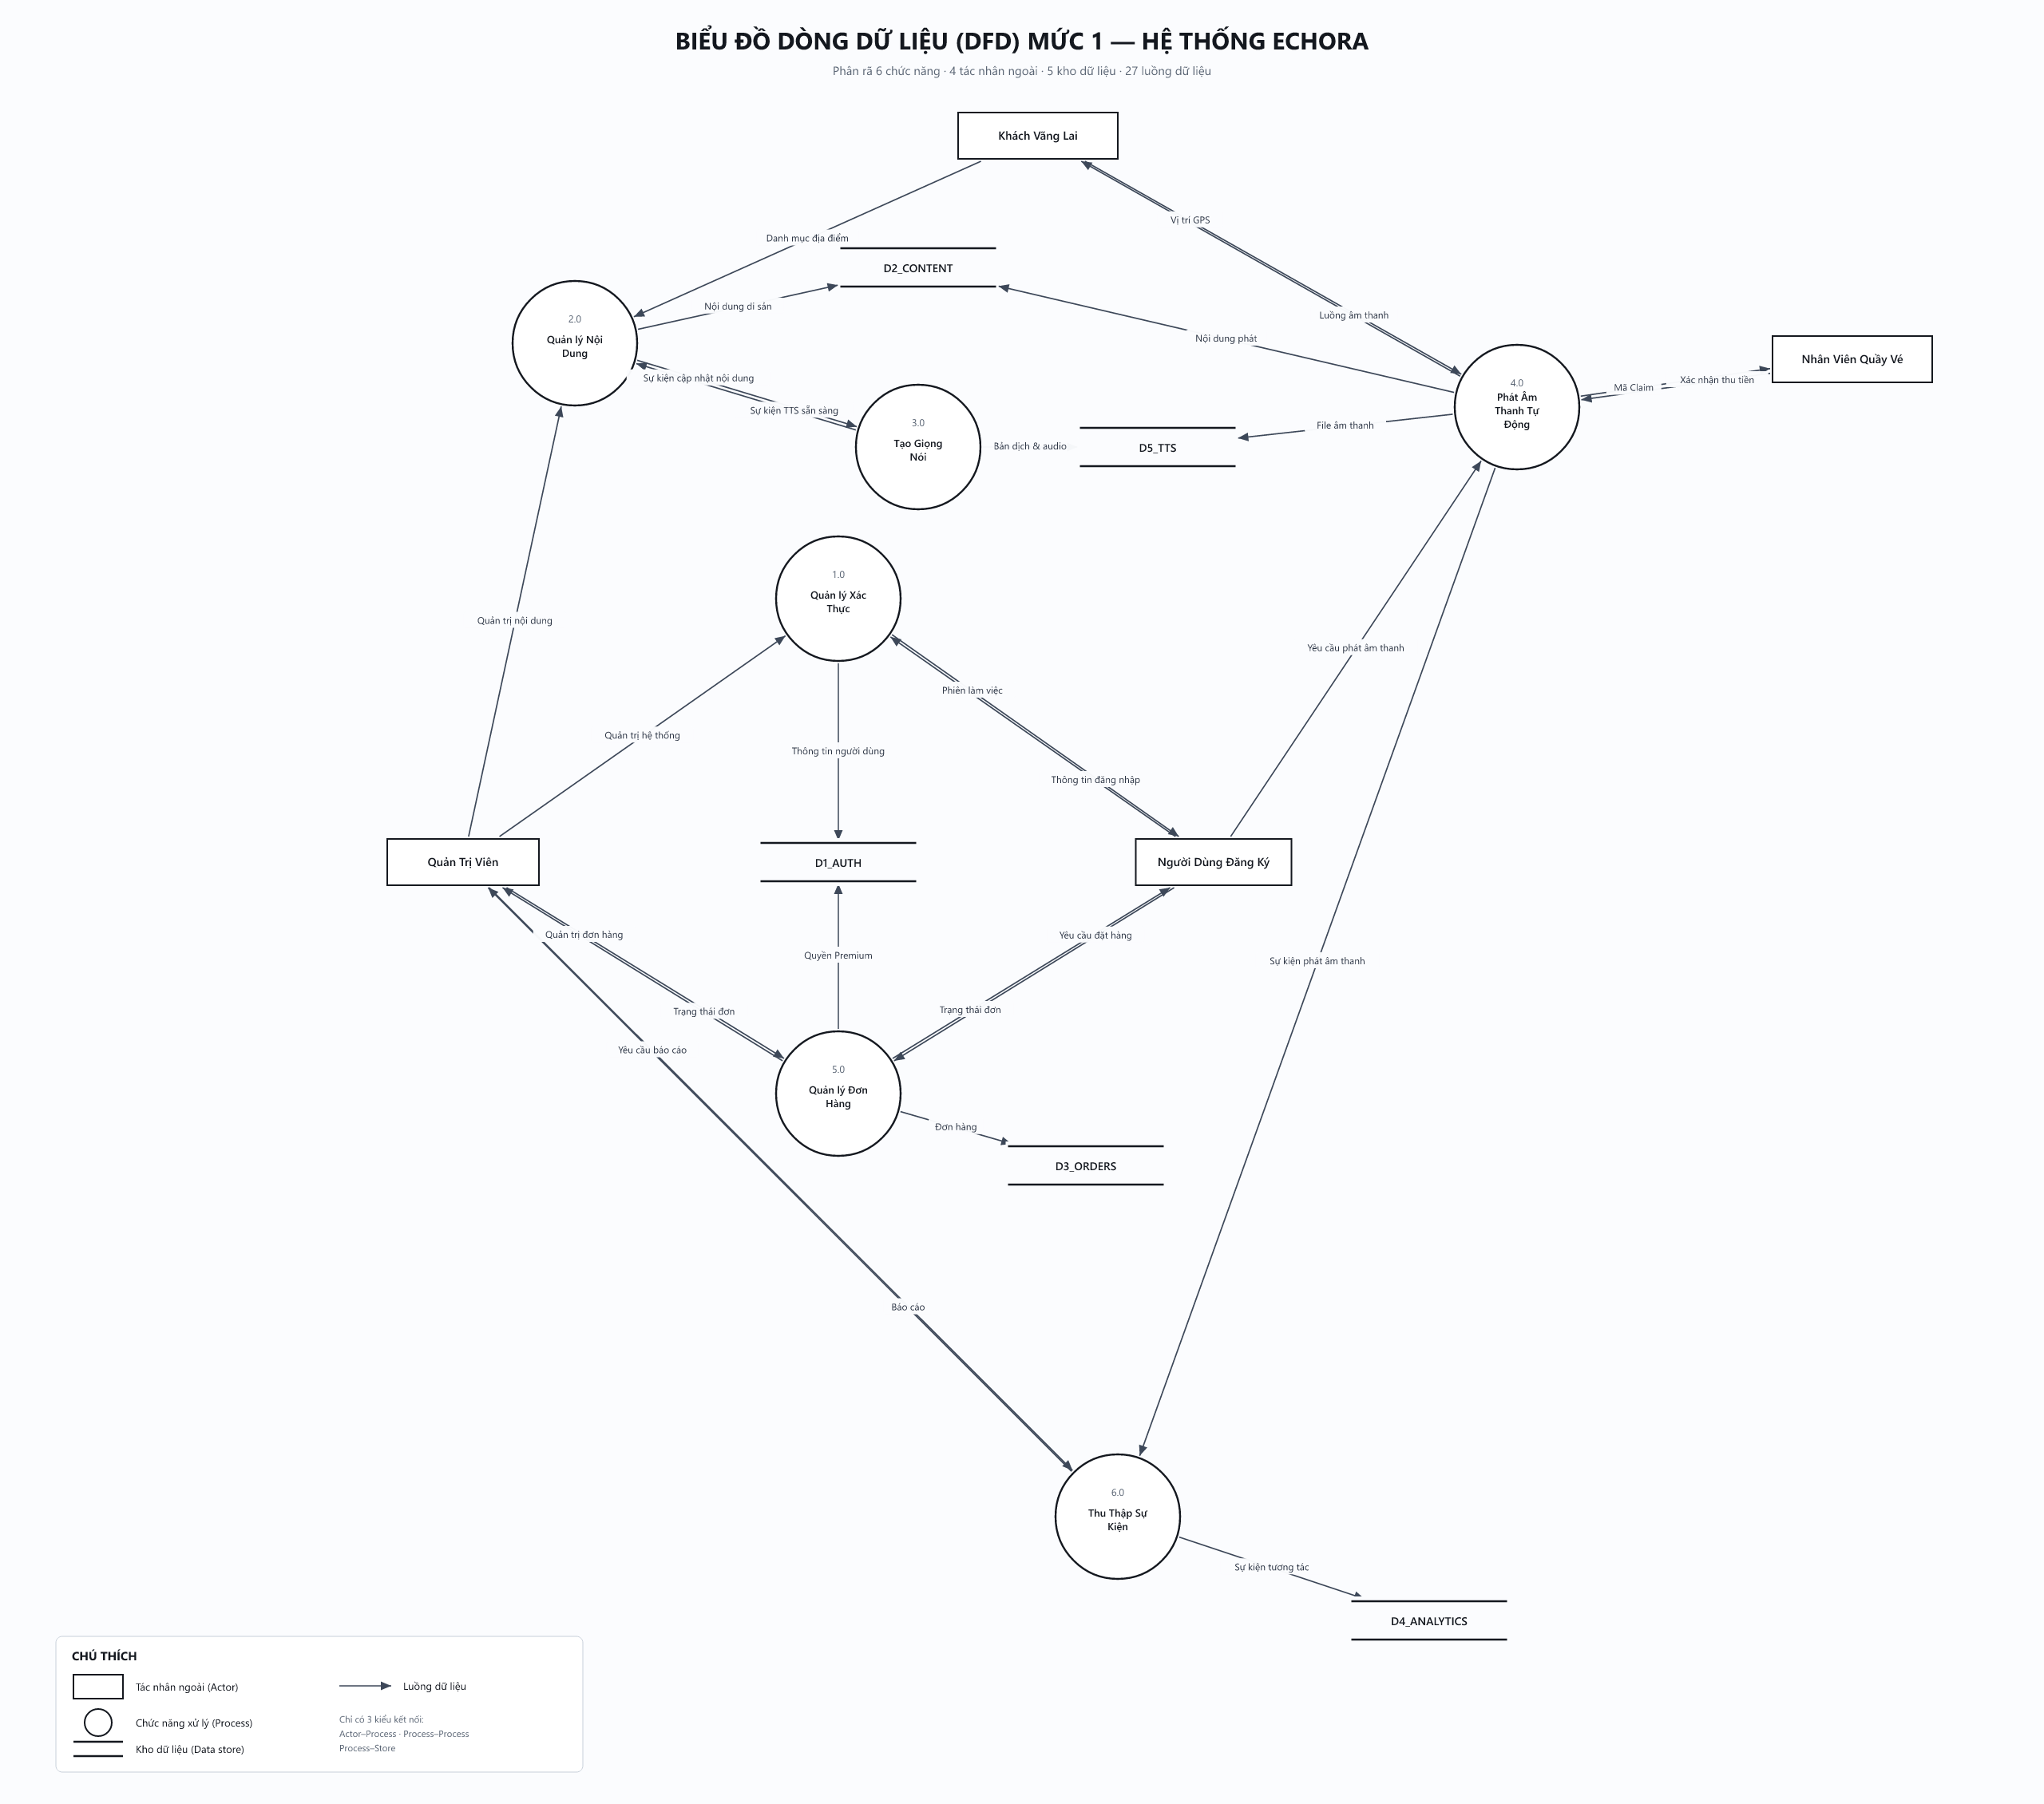 BIỂU ĐỒ DÒNG DỮ LIỆU (DFD) MỨC 1 — HỆ THỐNG ECHORA
Phân rã 6 chức năng · 4 tác nhân ngoài · 5 kho dữ liệu · 27 luồng dữ liệu
Khách Vãng Lai
Vị trí GPS
Danh mục địa điểm
D2_CONTENT
Nội dung di sản
Luồng âm thanh
2.0
Quản lý Nội
Dung
Nội dung phát
Nhân Viên Quầy Vé
Sự kiện cập nhật nội dung
Sự kiện TTS sẵn sàng
4.0
Phát Âm
Thanh Tự
Động
Mã Claim
Xác nhận thu tiền
3.0
Tạo Giọng
Nói
Bản dịch & audio
D5_TTS
File âm thanh
1.0
Quản lý Xác
Thực
Quản trị nội dung
Yêu cầu phát âm thanh
Phiên làm việc
Quản trị hệ thống
Thông tin người dùng
Thông tin đăng nhập
Quản Trị Viên
D1_AUTH
Người Dùng Đăng Ký
Quản trị đơn hàng
Quyền Premium
Yêu cầu đặt hàng
Sự kiện phát âm thanh
Trạng thái đơn
Trạng thái đơn
Yêu cầu báo cáo
5.0
Quản lý Đơn
Hàng
Đơn hàng
D3_ORDERS
Báo cáo
6.0
Thu Thập Sự
Kiện
Sự kiện tương tác
D4_ANALYTICS
CHÚ THÍCH
Tác nhân ngoài (Actor)
Luồng dữ liệu
Chức năng xử lý (Process)
Kho dữ liệu (Data store)
Chỉ có 3 kiểu kết nối:
Actor–Process · Process–Process
Process–Store